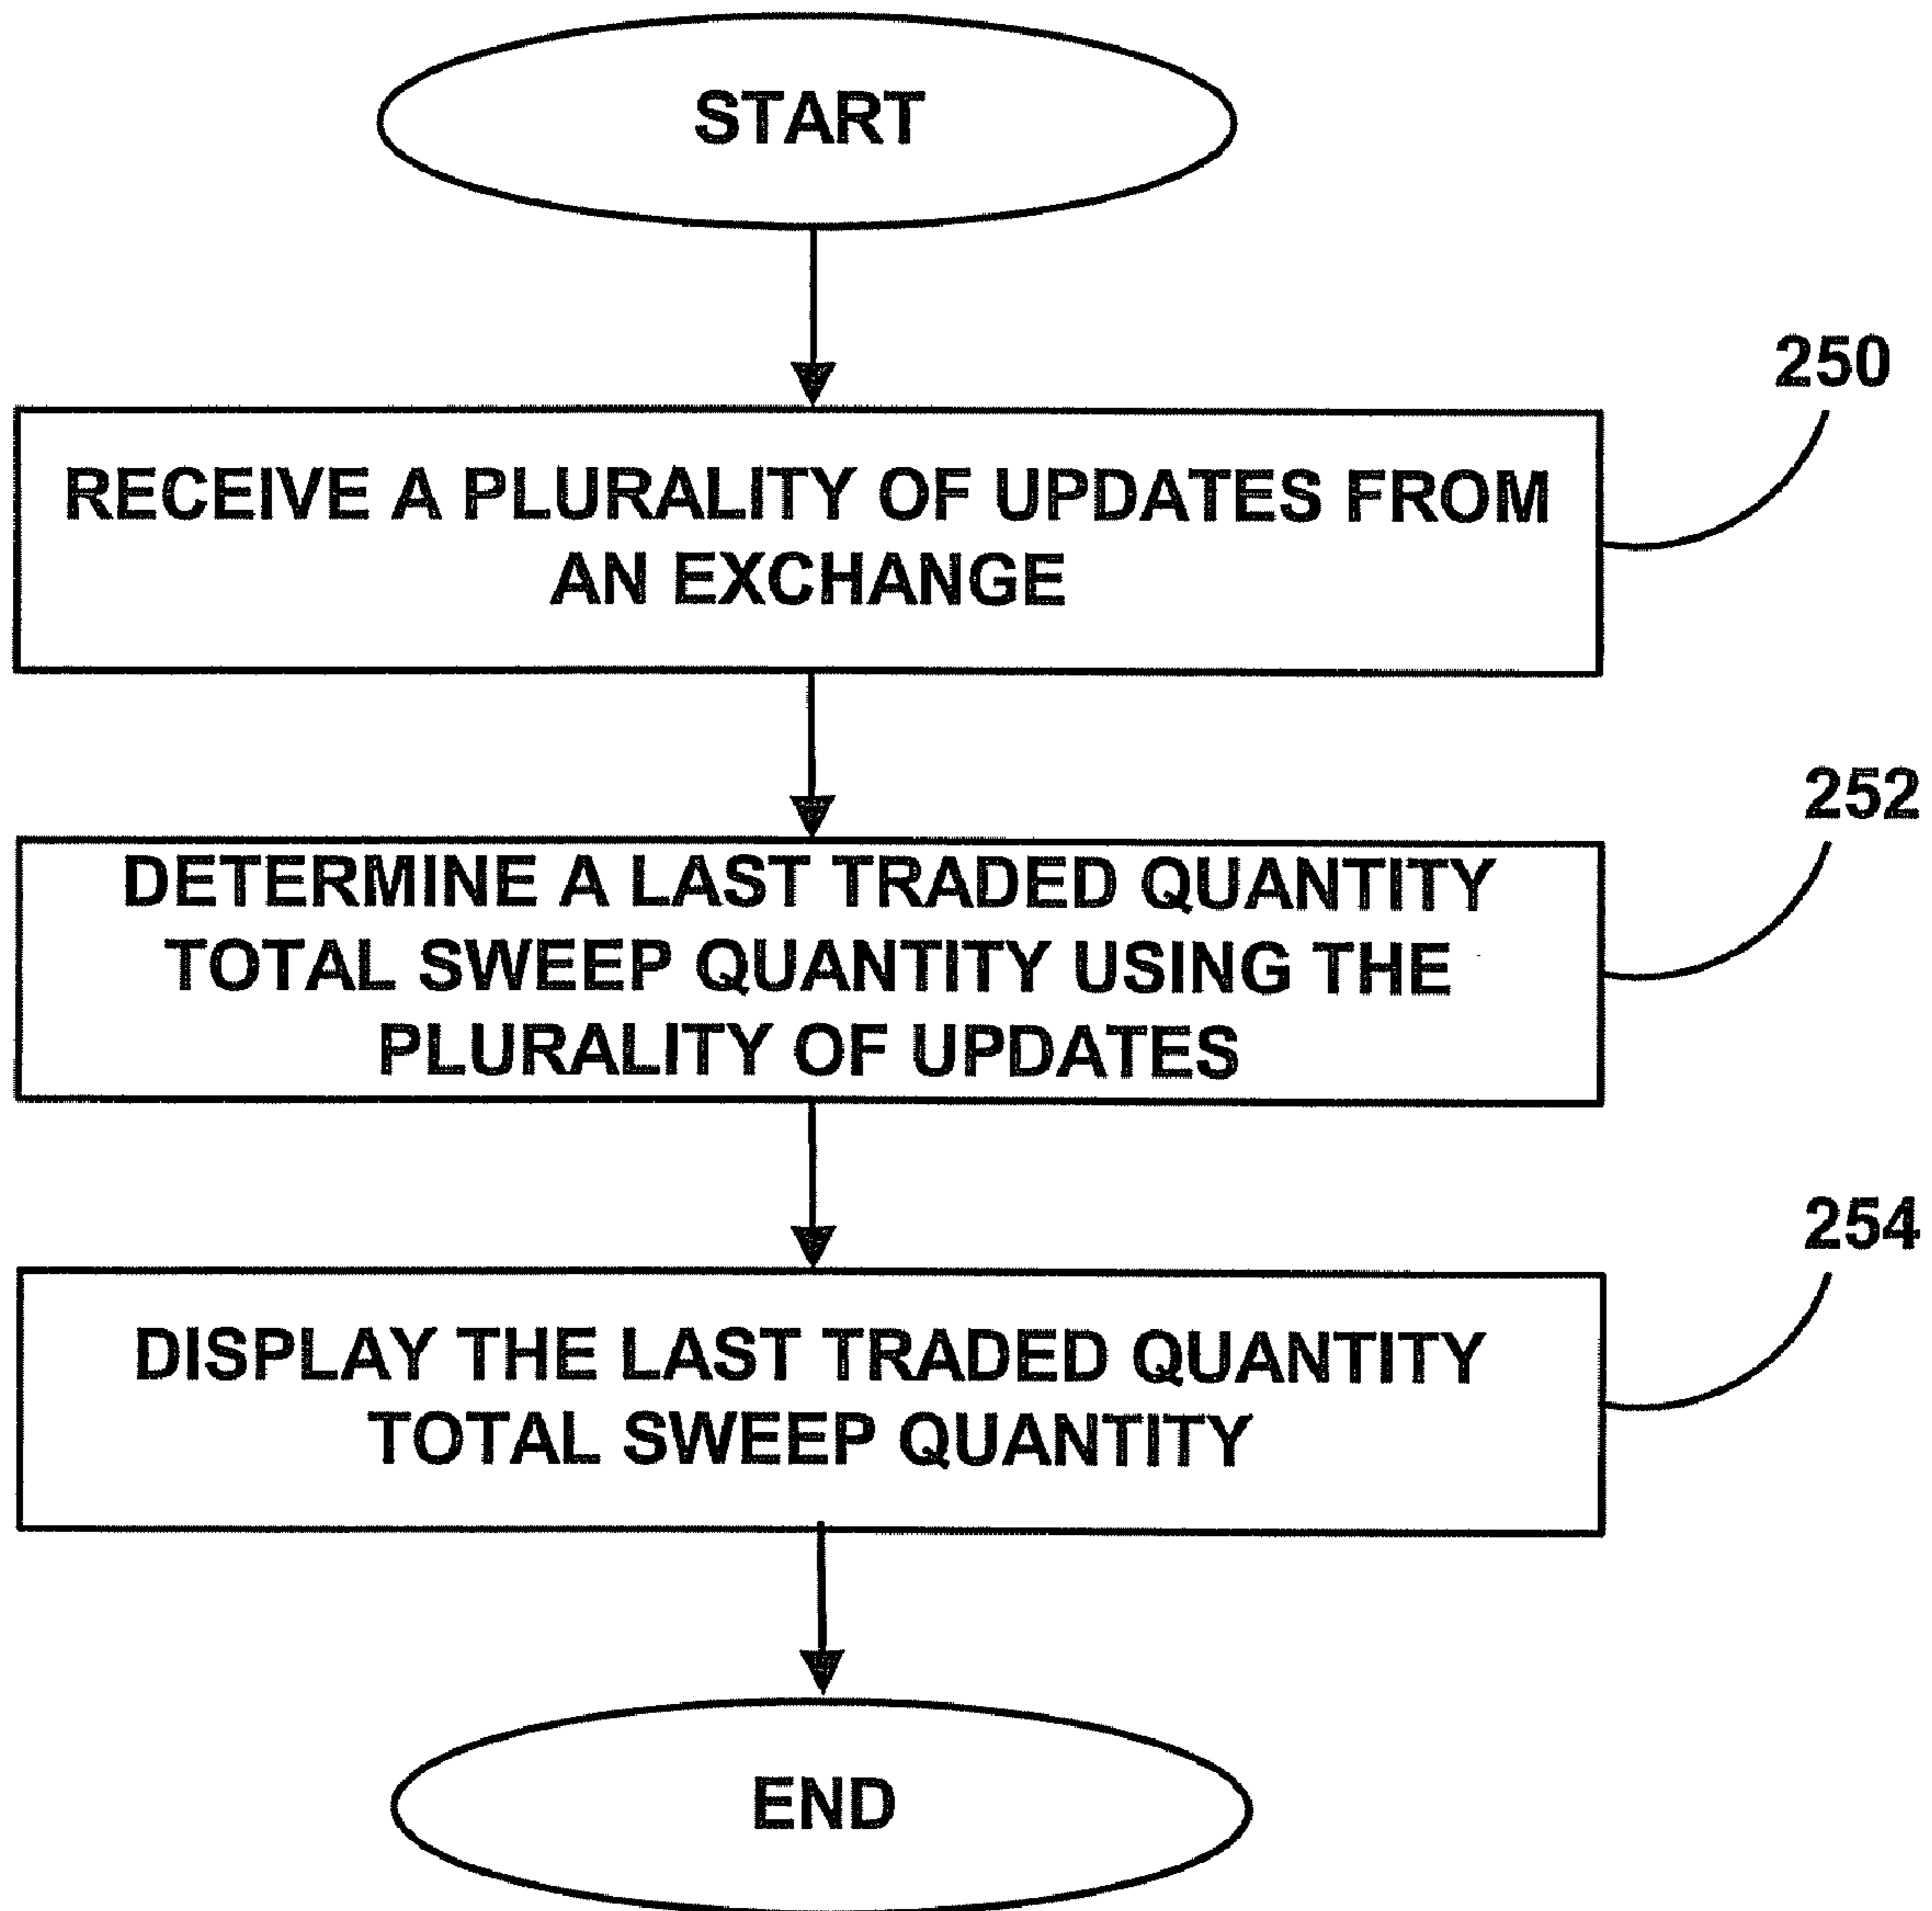 START
250
RECEIVE A PLURALITY OF UPDATES FROM
AN EXCHANGE
252
DETERMINE A LAST TRADED QUANTITY
TOTAL SWEEP QUANTITY USING THE
PLURALITY OF UPDATES
254
DISPLAY THE LAST TRADED QUANTITY
TOTAL SWEEP QUANTITY
END